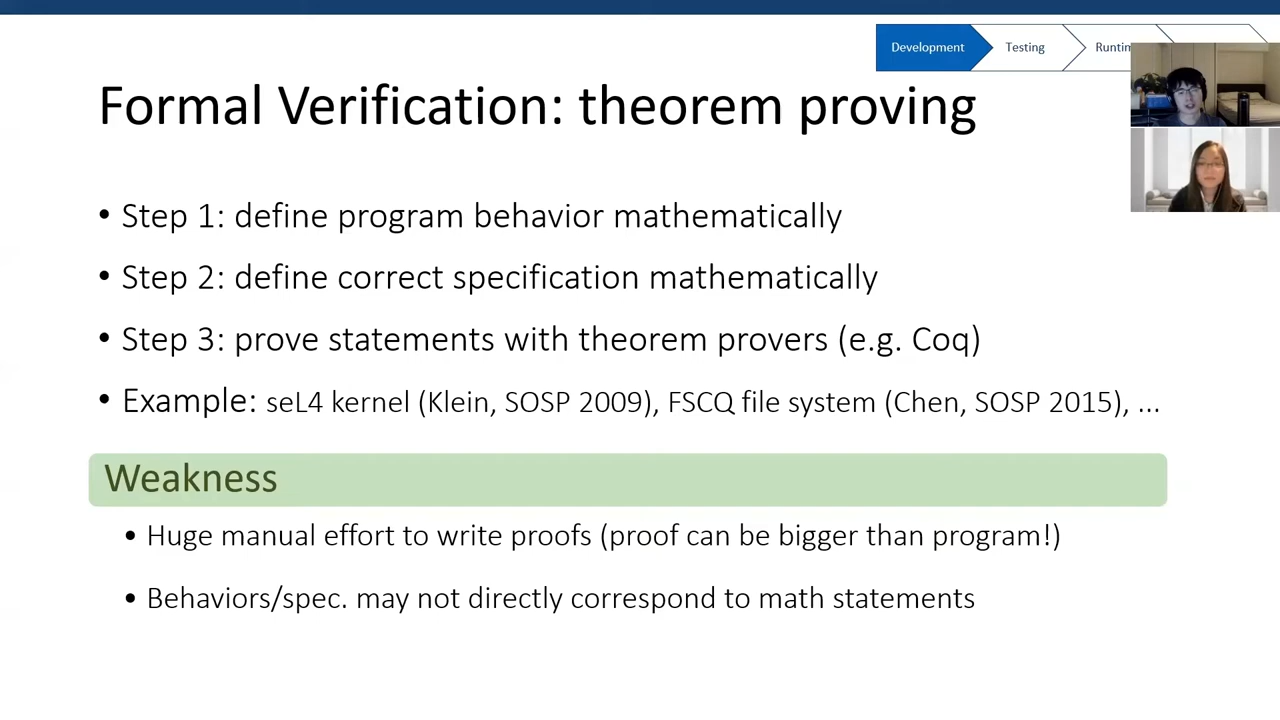 Development
Testing
Formal Verification: theorem proving
• Step 1: define program behavior mathematically
• Step 2: define correct specification mathematically
• Step 3: prove statements with theorem provers (e.g. Coq)
• Example: seL4 kernel (Klein, SOSP 2009), FSCQ file system (Chen, SOSP 2015), ...
Weakness
• Huge manual effort to write proofs (proof can be bigger than program!)
• Behaviors/spec. may not directly correspond to math statements